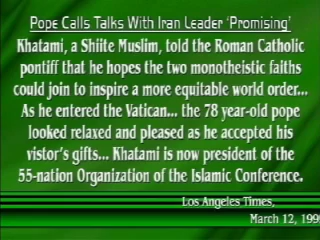 Pope Calls Talks With Iran Leader ‘Promising’
Khatami, a Shiite Muslim, told the Roman Catholic
pontiff that he hopes the two monotheistic faiths
could join to inspire a more equitable world order...
As he entered the Vatican... the 78 year-old pope
looked relaxed and pleased as he accepted his
vistor’s gifts... Khatami is now president of the
55-nation Organization of the Islamic Conference.
Los Angeles Times,
March 12, 199